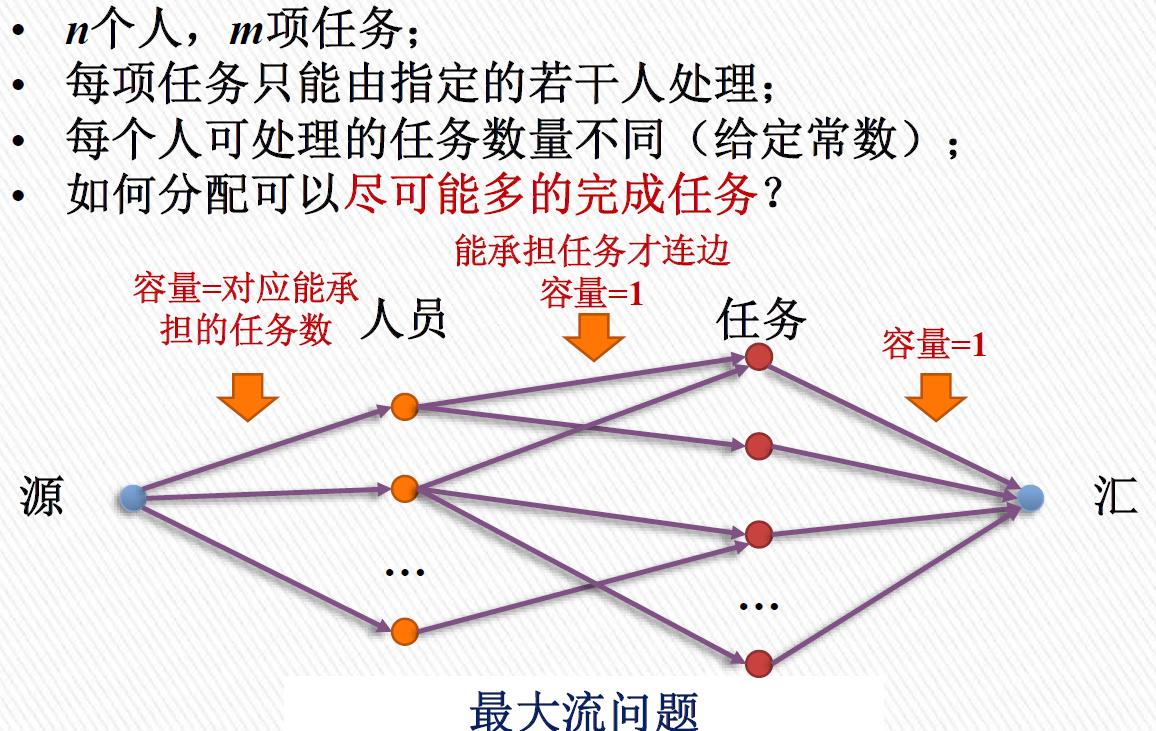 • n个人，m项任务；
• 每项任务只能由指定的若干人处理；
• 每个人可处理的任务数量不同（给定常数）；
• 如何分配可以尽可能多的完成任务？
能承担任务才连边
容量=1
容量=对应能承
担的任务数
人员
任务
容量=1
源
汇
…
…
最大流问题